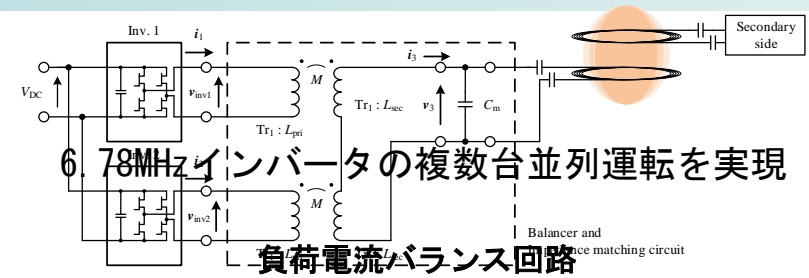 Inv. 1
i1
i3
Secondary
side
VDC
vinv1
M
Tr1 : Lsec
v3
Cm
Tr1 : Lpri
6.78MHzインバータの複数台並列運転を実現
vinv2
M
Balancer and
matching circuit
負荷電流バランス回路